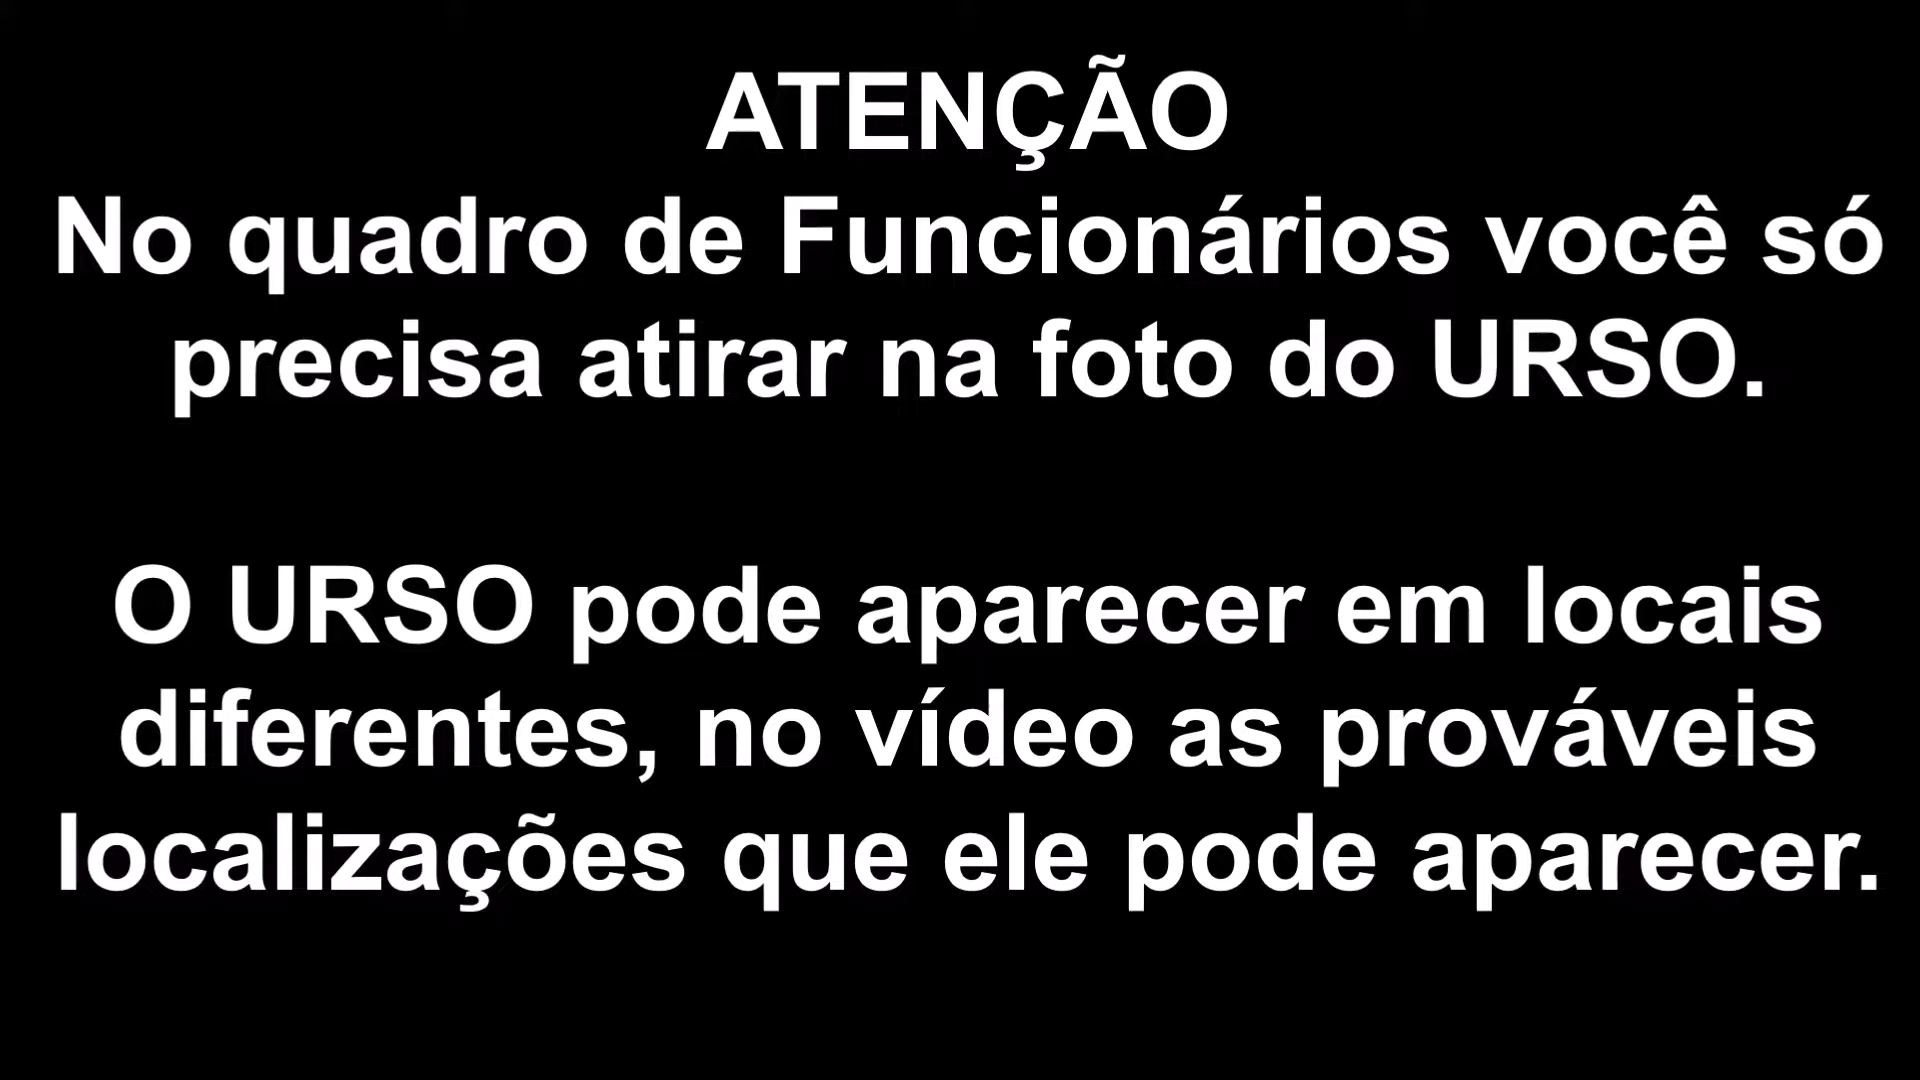 ATENÇÃO
No quadro de Funcionários você só
precisa atirar na foto do URSO.
O URSO pode aparecer em locais
diferentes, no vídeo as prováveis
localizações que ele pode aparecer.